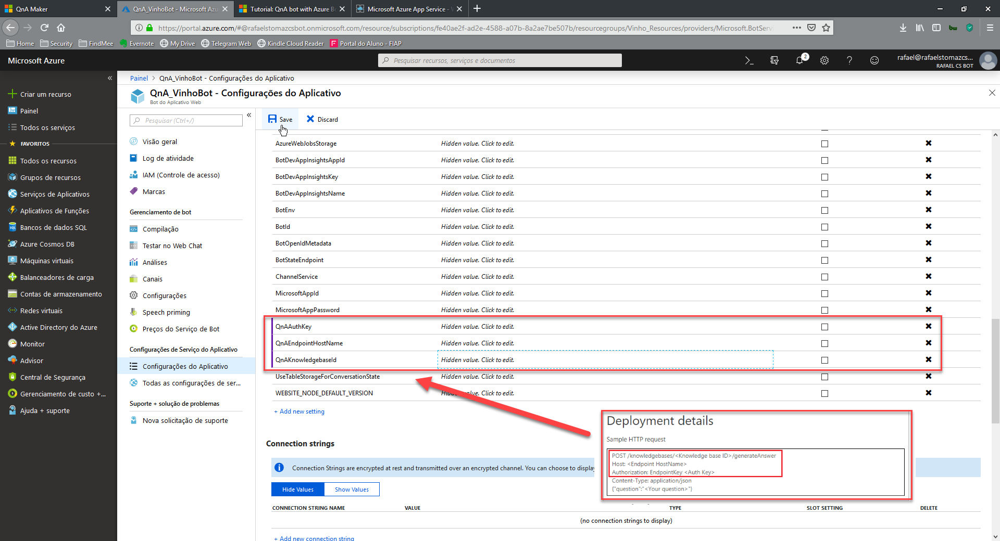 QnA Maker
QnA_VinhoBot - Microsoft Azu
Tutorial: QnA bot with Azure B
Microsoft Azure App Service -
https://portal.azure.com/#@rafaelstomazcsbot.onmicrosoft.com/resource/subscriptions/fe40ae2f-ad2e-4588-a07b-8a2ae7be507b/resourcegroups/Vinho_Resources/providers/Microsoft.BotServi
Home
Security
FindMee
Evernote
My Drive
Telegram Web
Kindle Cloud Reader
Portal do Aluno - FIAP
Microsoft Azure
Pesquisar recursos, serviços e documentos
2
rafael@rafaelstomazcs...
RAFAEL CS BOT
Criar um recurso
Painel
Todos os serviços
FAVORITOS
Todos os recursos
Grupos de recursos
Serviços de Aplicativos
Aplicativos de Funções
Bancos de dados SQL
Azure Cosmos DB
Máquinas virtuais
Balanceadores de carga
Contas de armazenamento
Redes virtuais
Active Directory do Azure
Monitor
Advisor
Central de Segurança
Gerenciamento de custo +...
Ajuda + suporte
Painel > QnA_VinhoBot - Configurações do Aplicativo
QnA_VinhoBot - Configurações do Aplicativo
Bot do Aplicativo Web
Pesquisar (Ctrl+/)
Visão geral
Log de atividade
IAM (Controle de acesso)
Marcas
Gerenciamento de bot
Compilação
Testar no Web Chat
Análises
Canais
Configurações
Speech priming
Preços do Serviço de Bot
Configurações de Serviço do Aplicativo
Configurações do Aplicativo
Todas as configurações de ser...
Suporte + solução de problemas
Nova solicitação de suporte
Save
Discard
AzureWebJobsStorage Hidden value. Click to edit.
BotDevAppInsightsAppId Hidden value. Click to edit.
BotDevAppInsightsKey Hidden value. Click to edit.
BotDevAppInsightsName Hidden value. Click to edit.
BotEnv Hidden value. Click to edit.
BotId Hidden value. Click to edit.
BotOpenIdMetadata Hidden value. Click to edit.
BotStateEndpoint Hidden value. Click to edit.
ChannelService Hidden value. Click to edit.
MicrosoftAppId Hidden value. Click to edit.
MicrosoftAppPassword Hidden value. Click to edit.
QnAAuthKey Hidden value. Click to edit.
QnAEndpointHostName Hidden value. Click to edit.
QnAKnowledgebaseId Hidden value. Click to edit.
UseTableStorageForConversationState Hidden value. Click to edit.
WEBSITE_NODE_DEFAULT_VERSION Hidden value. Click to edit.
+ Add new setting
Deployment details
Sample HTTP request
POST /knowledgebases/<Knowledge base ID>/generateAnswer
Host: <Endpoint HostName>
Authorization: EndpointKey <Auth Key>
Content-Type: application/json
{"question":"<Your question>"}
Connection strings
Connection Strings are encrypted at rest and transmitted over an encrypted channel. You can choose to display
Hide Values
Show Values
CONNECTION STRING NAME VALUE TYPE SLOT SETTING DELETE
(no connection strings to display)
+ Add new connection string